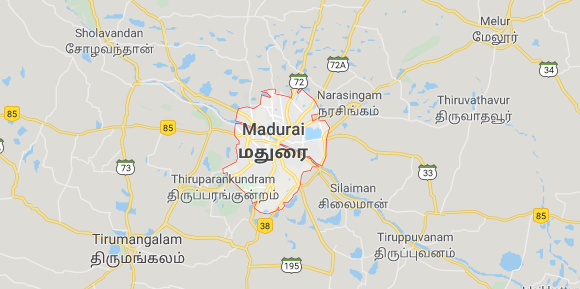 Melur
மேலூர்
Sholavandan
சோழவந்தான்
72A
34
72
Narasingam
நரசிங்கம்
Thiruvathavur
திருவாதவூர்
85
85
Madurai
மதுரை
73
33
Thiruparankundram
திருப்பரங்குன்றம்
Silaiman
சிலைமான்
85
38
Tirumangalam
திருமங்கலம்
Tiruppuvanam
திருப்புவனம்
195